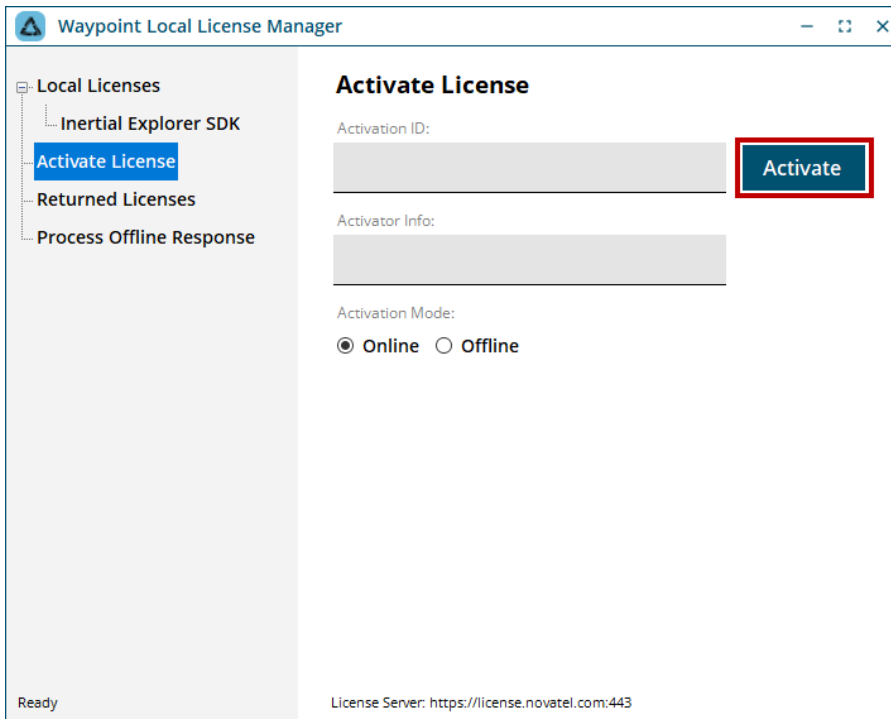 Waypoint Local License Manager
Local Licenses
Inertial Explorer SDK
Activate License
Returned Licenses
Process Offline Response
Activate License
Activation ID:
Activate
Activator Info:
Activation Mode:
Online Offline
Ready
License Server: https://license.novatel.com:443